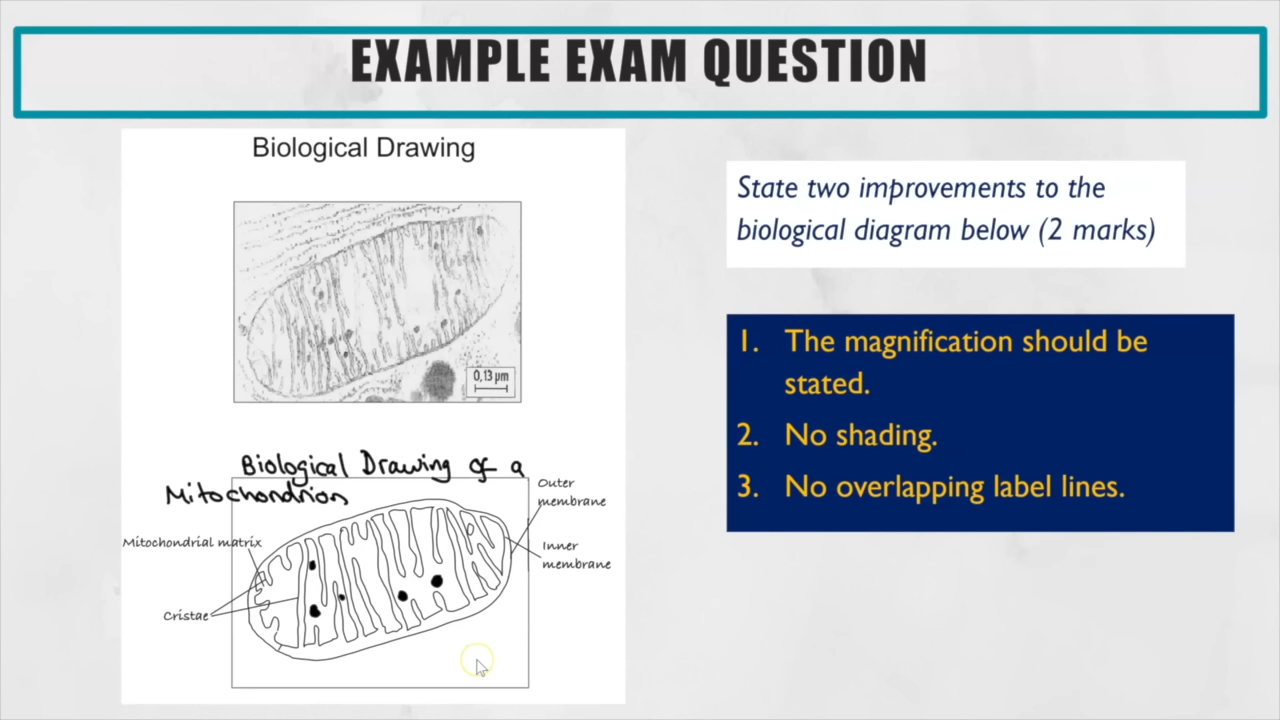 EXAMPLE EXAM QUESTION
Biological Drawing
0,13 µm
Biological Drawing of a
Mitochondrion
Outer
membrane
Mitochondrial matrix
Inner
membrane
Cristae
State two improvements to the
biological diagram below (2 marks)
1. The magnification should be
stated.
2. No shading.
3. No overlapping label lines.